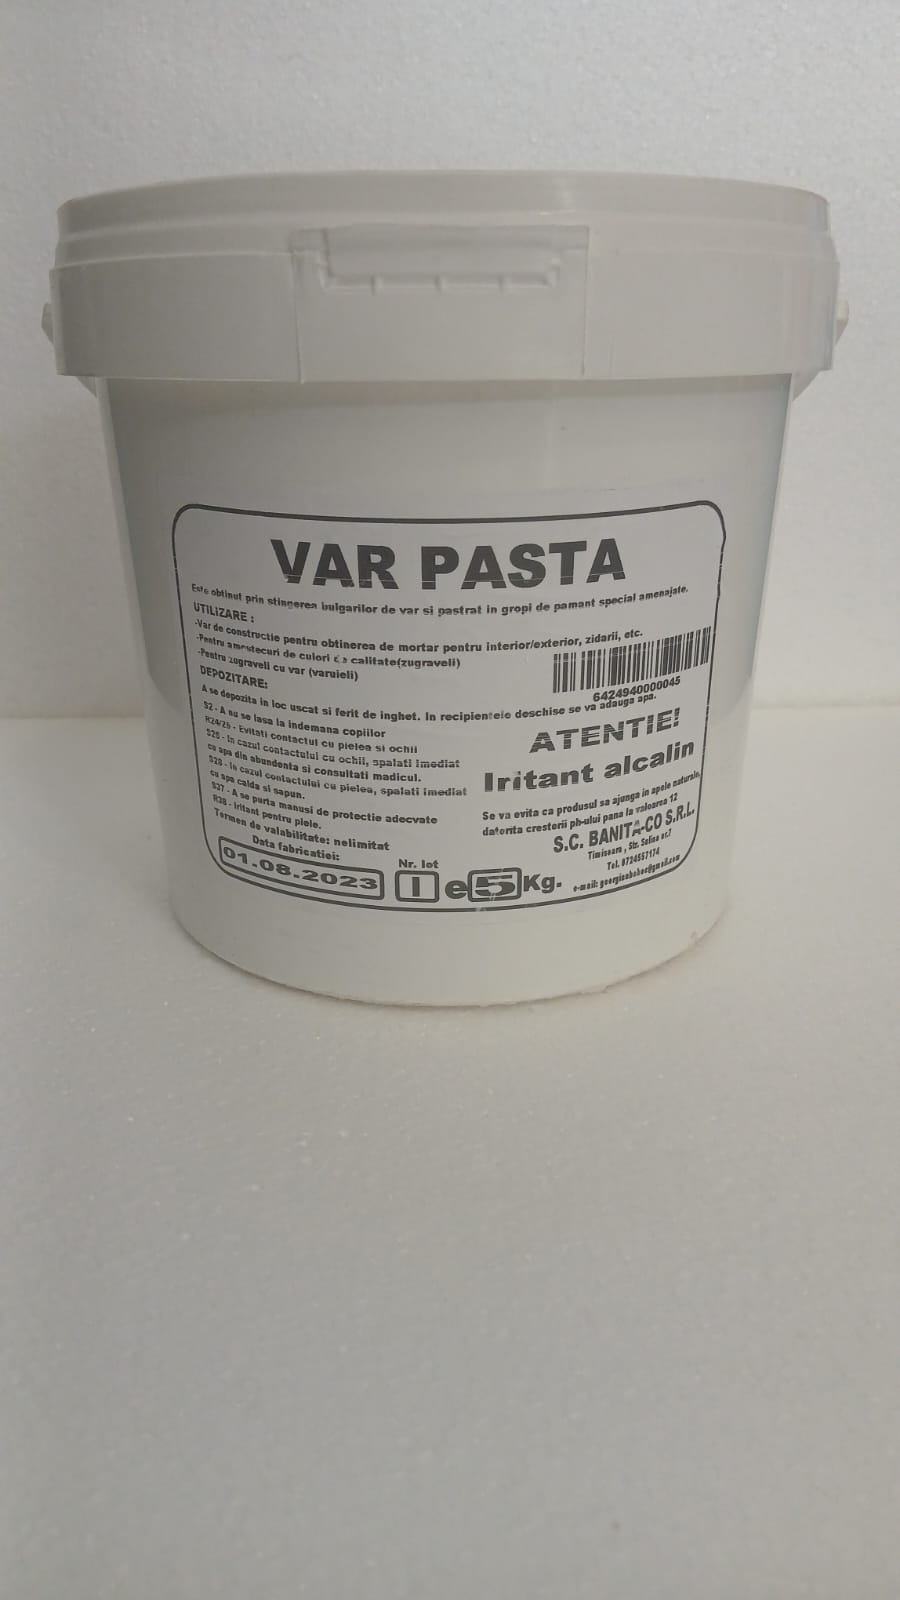 VAR PASTA
Este obtinut prin stingerea bulgarilor de var si pastrat in gropi de pamant special amenajate.
UTILIZARE :
-Var de constructie pentru obtinerea de mortar pentru interior/exterior, zidarii, etc.
-Pentru amestecuri de culori de calitate(zugraveli)
-Pentru zugraveli cu var (varuieli)
DEPOZITARE:
A se depozita in loc uscat si ferit de inghet. In recipientele deschise se va adauga apa.
6424940000045
S2 - A nu se lasa la indemana copiilor
R24/25 - Evitati contactul cu pielea si ochii
S26 - In cazul contactului cu ochii, spalati imediat
cu apa din abundenta si consultati madicul.
S28 - In cazul contactului cu pielea, spalati imediat
cu apa calda si sapun.
S37 - A se purta manusi de protectie adecvate
R38 - Iritant pentru piele.
Termen de valabilitate: nelimitat
Data fabricatiei:
01.08.2023
Nr. lot
I
e 5 Kg.
ATENTIE!
Iritant alcalin
Se va evita ca produsul sa ajunga in apele naturale,
datorita cresterii ph-ului pana la valoarea 12
S.C. BANITA-CO S.R.L.
Timisoara , Str.
Tel. 0724557174
e-mail: